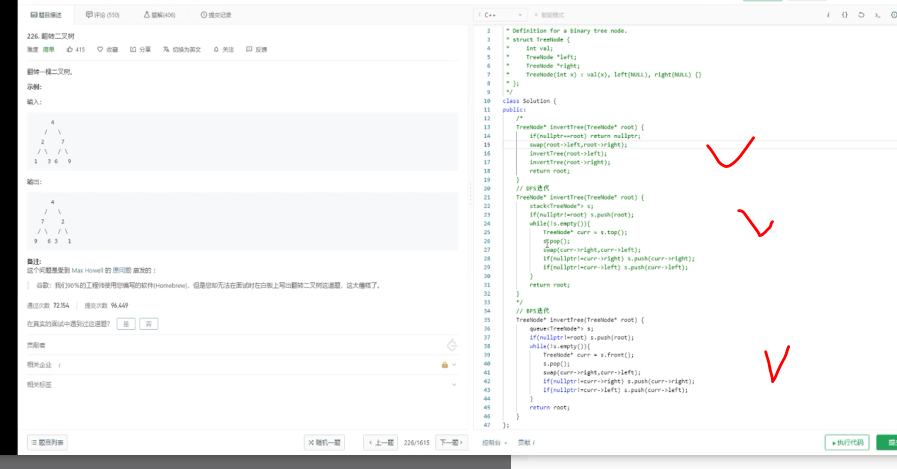 题目描述
评论 (550)
题解(406)
提交记录
C++
智能模式
226. 翻转二叉树
难度 简单 415 收藏 分享 切换为英文 关注 反馈
翻转一棵二叉树。
示例:
输入:
4
/ \
2 7
/ \ / \
1 3 6 9
输出:
4
/ \
7 2
/ \ / \
9 6 3 1
备注:
这个问题是受到 Max Howell 的 原问题 启发的 :
谷歌: 我们90%的工程师使用您编写的软件(Homebrew), 但是您却无法在面试时在白板上写出翻转二叉树这道题, 这太糟糕了。
通过次数 72,154 提交次数 96,449
在真实的面试中遇到过这道题? 是 否
贡献者
相关企业 i
相关标签
题目列表
随机一题
上一题
226/1615
下一题
2 * Definition for a binary tree node.
3 * struct TreeNode {
4 * int val;
5 * TreeNode *left;
6 * TreeNode *right;
7 * TreeNode(int x) : val(x), left(NULL), right(NULL) {}
8 * };
9 */
10 class Solution {
11 public:
12 /*
13 TreeNode* invertTree(TreeNode* root) {
14 if(nullptr==root) return nullptr;
15 swap(root->left,root->right);
16 invertTree(root->left);
17 invertTree(root->right);
18 return root;
19 }
20 // DFS迭代
21 TreeNode* invertTree(TreeNode* root) {
22 stack<TreeNode*> s;
23 if(nullptr!=root) s.push(root);
24 while(!s.empty()){
25 TreeNode* curr = s.top();
26 s.pop();
27 swap(curr->right,curr->left);
28 if(nullptr!=curr->right) s.push(curr->right);
29 if(nullptr!=curr->left) s.push(curr->left);
30 }
31 return root;
32 }
33 */
34 // BFS迭代
35 TreeNode* invertTree(TreeNode* root) {
36 queue<TreeNode*> s;
37 if(nullptr!=root) s.push(root);
38 while(!s.empty()){
39 TreeNode* curr = s.front();
40 s.pop();
41 swap(curr->right,curr->left);
42 if(nullptr!=curr->right) s.push(curr->right);
43 if(nullptr!=curr->left) s.push(curr->left);
44 }
45 return root;
46 }
47 };
控制台
贡献 i
执行代码